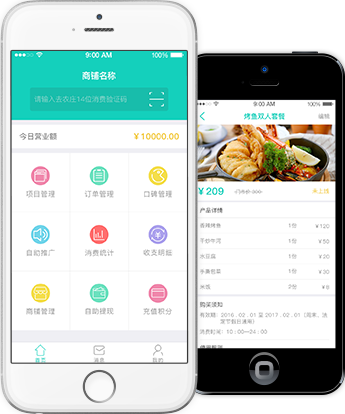 9:00 AM
100%
商铺名称
请输入去农庄14位消费验证码
今日营业额
￥10000.00
项目管理
订单管理
口碑管理
自助推广
消费统计
收支明细
商铺管理
自助提现
充值积分
首页
消息
我的
9:00 AM
100%
烤鱼双人套餐
编辑
￥209
未上线
产品详情
香辣烤鱼 1份 ￥120
干炒牛河 1份 ￥50
水豆腐 1份 ￥20
手撕包菜 1份 ￥30
米饭 2份 ￥8
购买须知
有效期：2016．02．01 至 2017．02．01（周末、法
定节假日通用）
消费时间：10：00—24：00